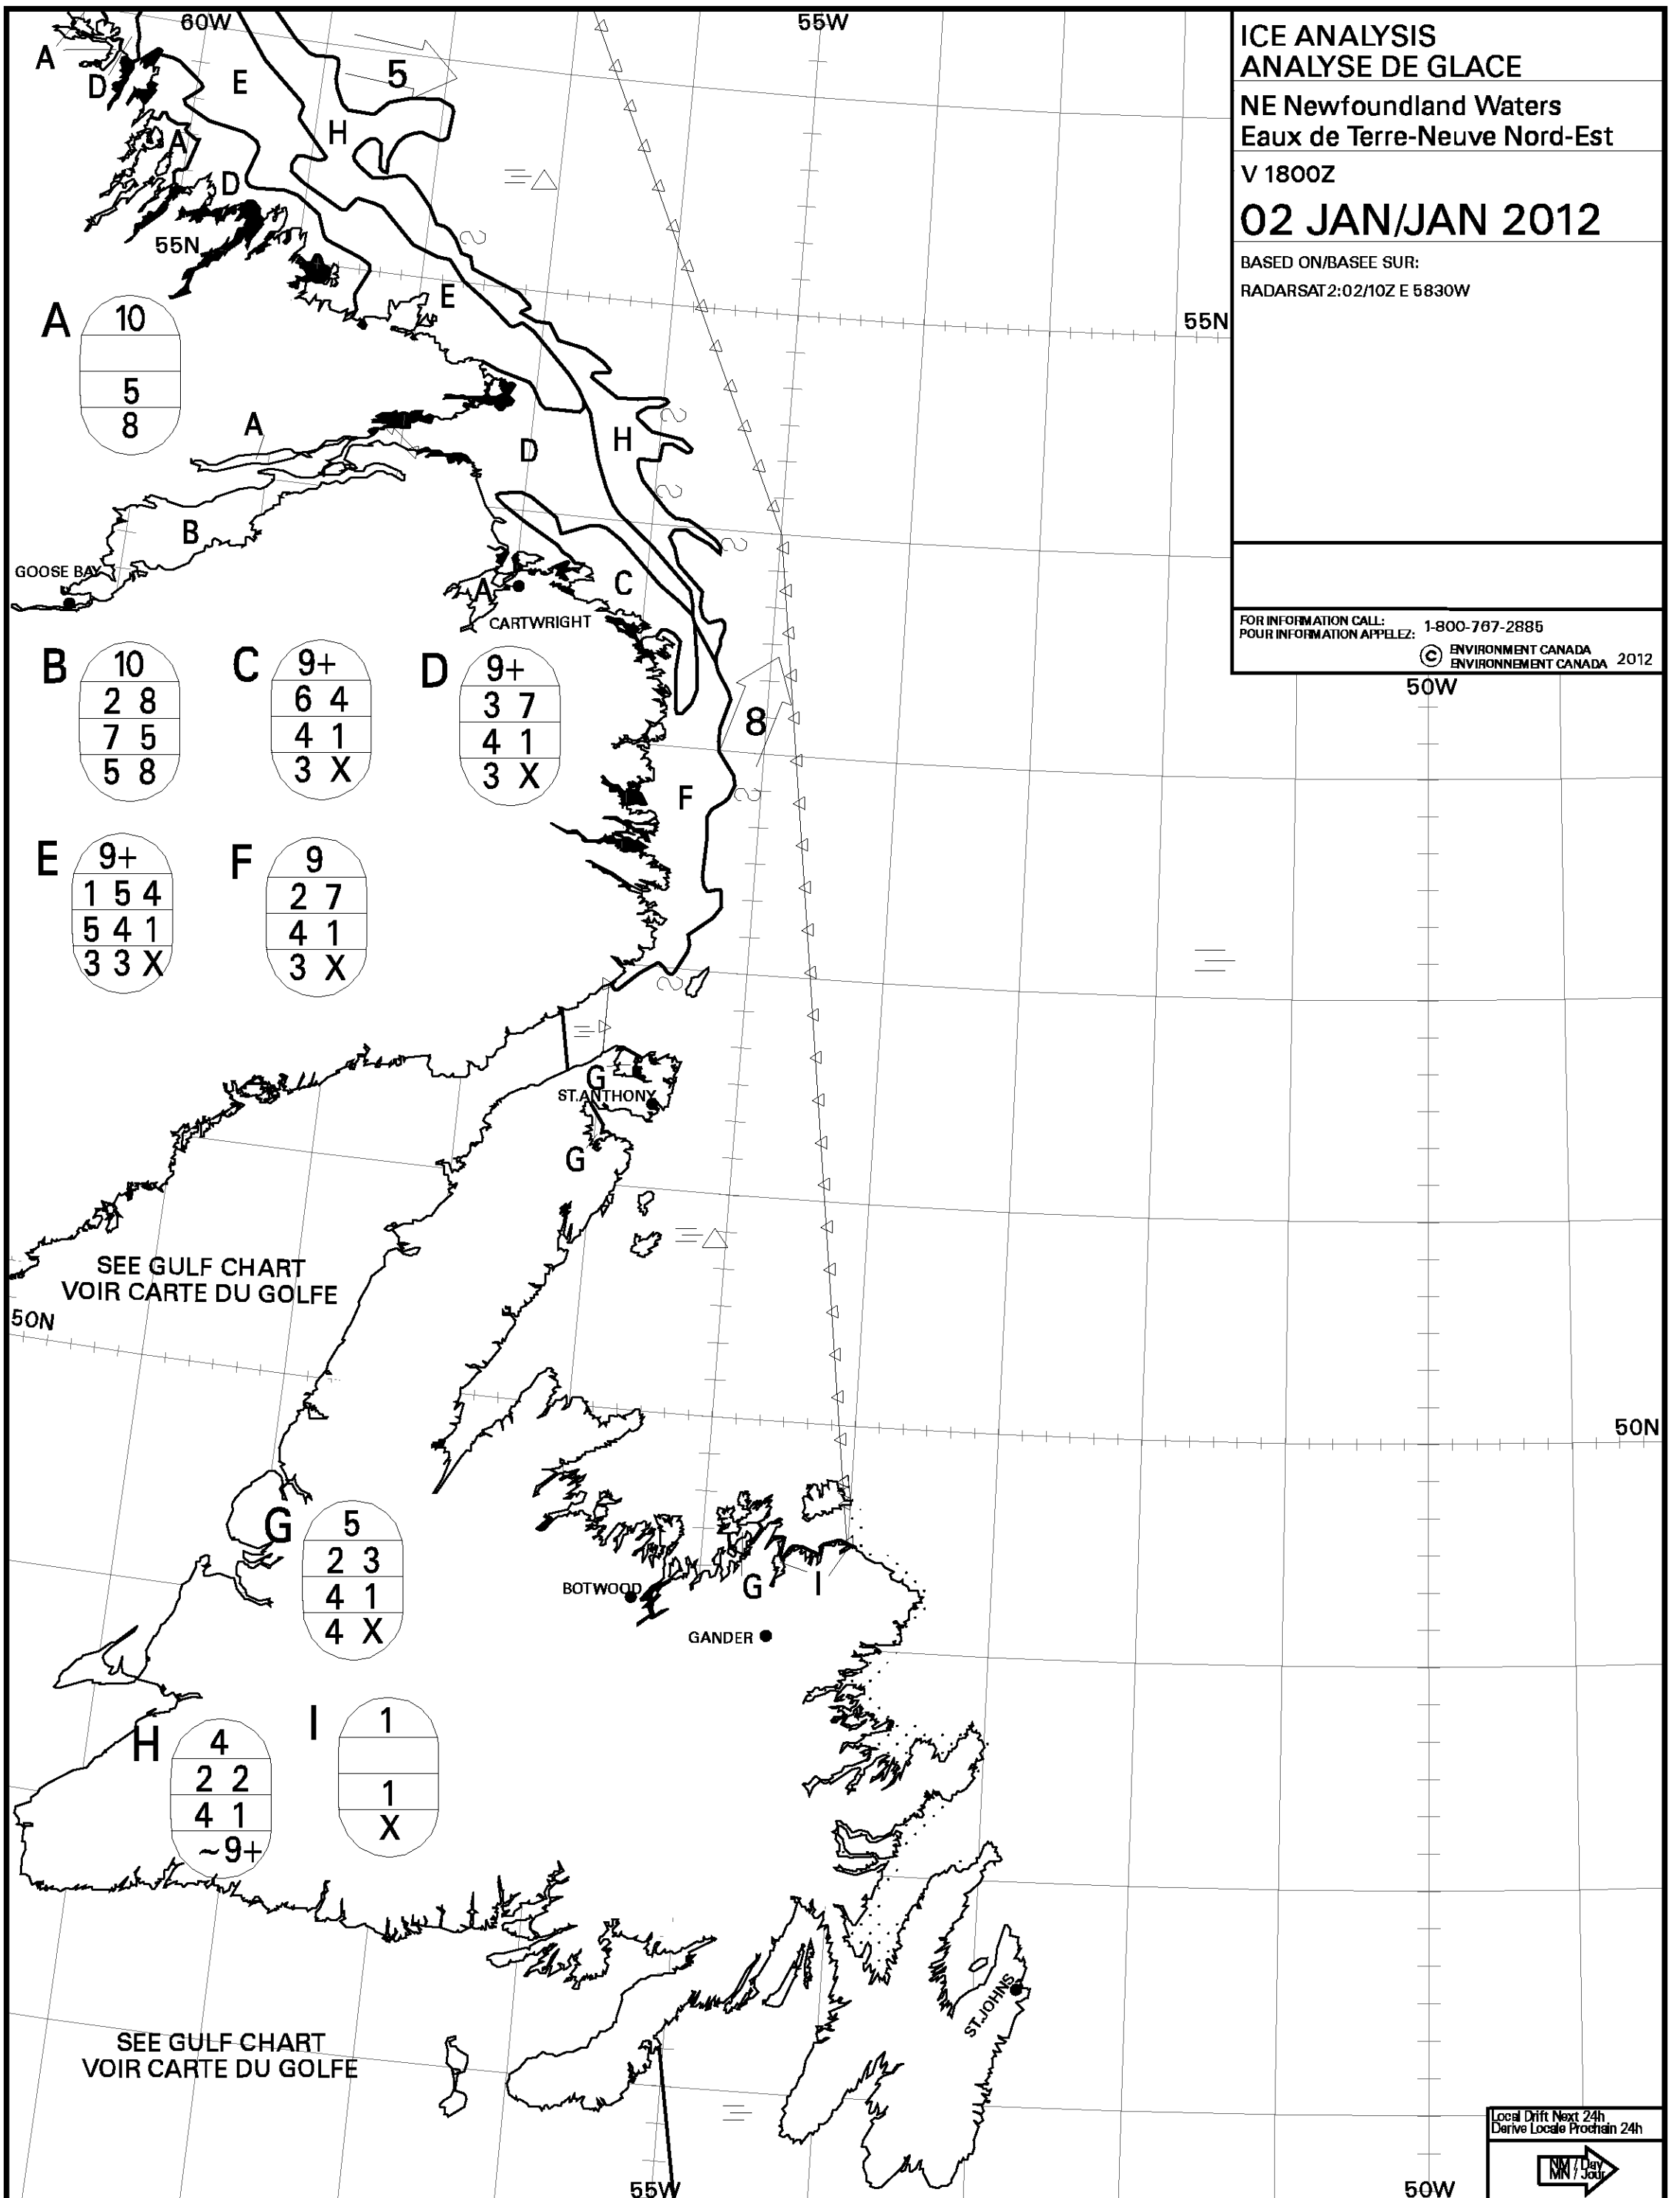 60W
55W
ICE ANALYSIS
ANALYSE DE GLACE
NE Newfoundland Waters
Eaux de Terre-Neuve Nord-Est
V 1800Z
02 JAN/JAN 2012
BASED ON/BASEE SUR:
RADARSAT2:02/10Z E 5830W
A
D
E
5
H
A
D
55N
E
55N
A
10
5
8
A
D
H
B
GOOSE BAY
A
C
CARTWRIGHT
FOR INFORMATION CALL:
POUR INFORMATION APPELEZ:
1-800-767-2885
© ENVIRONMENT CANADA
ENVIRONNEMENT CANADA 2012
50W
B
10
2 8
7 5
5 8
C
9+
6 4
4 1
3 X
D
9+
3 7
4 1
3 X
8
F
E
9+
1 5 4
5 4 1
3 3 X
F
9
2 7
4 1
3 X
G
ST.ANTHONY
G
SEE GULF CHART
VOIR CARTE DU GOLFE
50N
50N
G
5
2 3
4 1
4 X
BOTWOOD
G
I
GANDER
H
4
2 2
4 1
~9+
I
1
1
X
ST.JOHNS
SEE GULF CHART
VOIR CARTE DU GOLFE
55W
50W
Local Drift Next 24h
Derive Locale Prochain 24h
NM / Day
MN / Jour